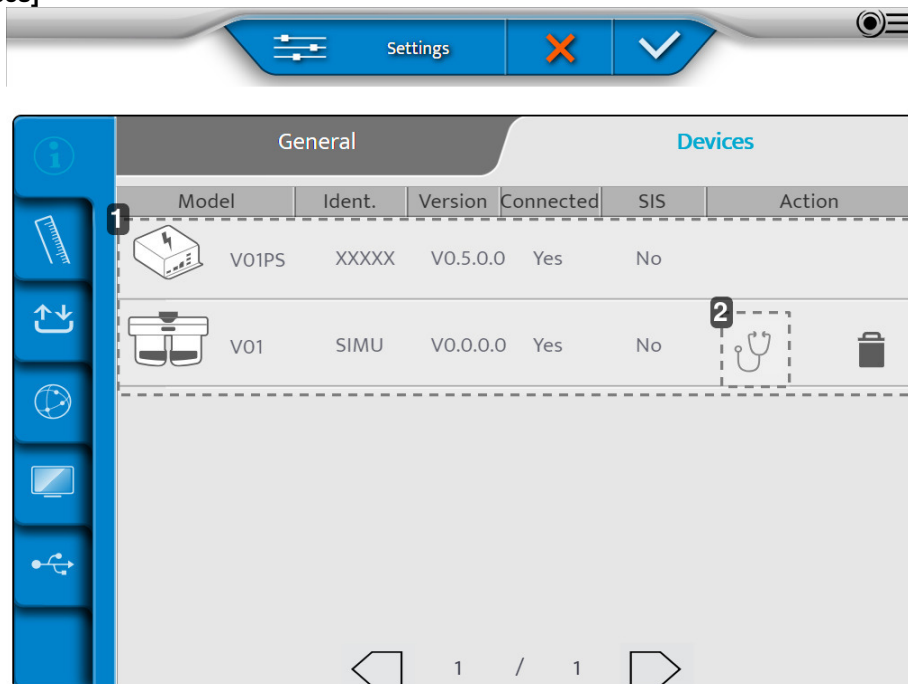 Settings
General Devices
Model Ident. Version Connected SIS Action
1
V01PS XXXXX V0.5.0.0 Yes No
2
V01 SIMU V0.0.0.0 Yes No
1 / 1